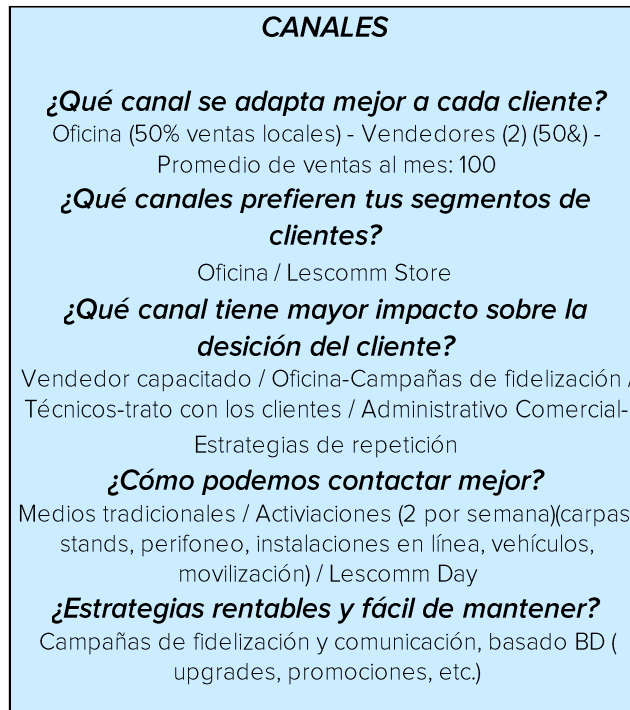 CANALES
¿Qué canal se adapta mejor a cada cliente?
Oficina (50% ventas locales) - Vendedores (2) (50&) -
Promedio de ventas al mes: 100
¿Qué canales prefieren tus segmentos de
clientes?
Oficina / Lescomm Store
¿Qué canal tiene mayor impacto sobre la
desición del cliente?
Vendedor capacitado / Oficina-Campañas de fidelización /
Técnicos-trato con los clientes / Administrativo Comercial-
Estrategias de repetición
¿Cómo podemos contactar mejor?
Medios tradicionales / Activiaciones (2 por semana)(carpas
stands, perifoneo, instalaciones en línea, vehículos,
movilización) / Lescomm Day
¿Estrategias rentables y fácil de mantener?
Campañas de fidelización y comunicación, basado BD (
upgrades, promociones, etc.)